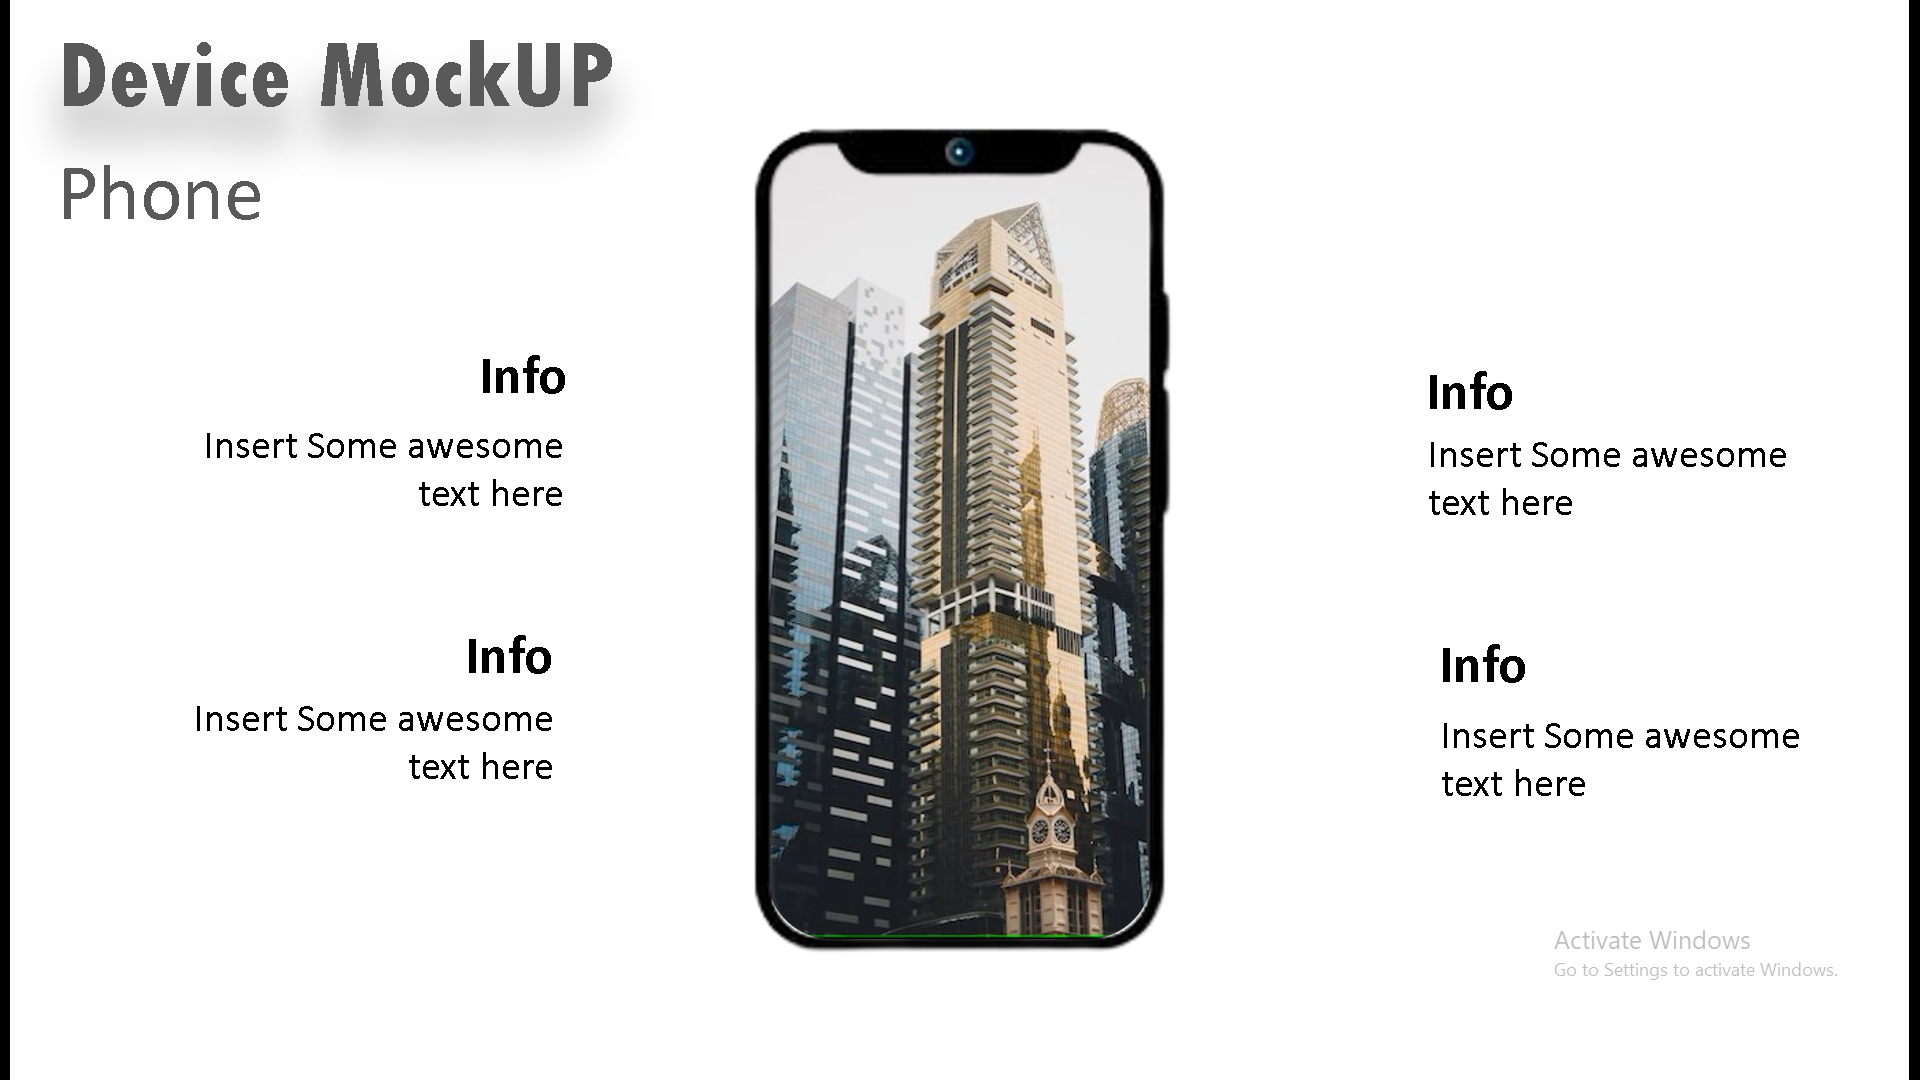 Device MockUP
Phone
Info
Insert Some awesome
text here
Info
Insert Some awesome
text here
Info
Insert Some awesome
text here
Info
Insert Some awesome
text here
Activate Windows
Go to Settings to activate Windows.